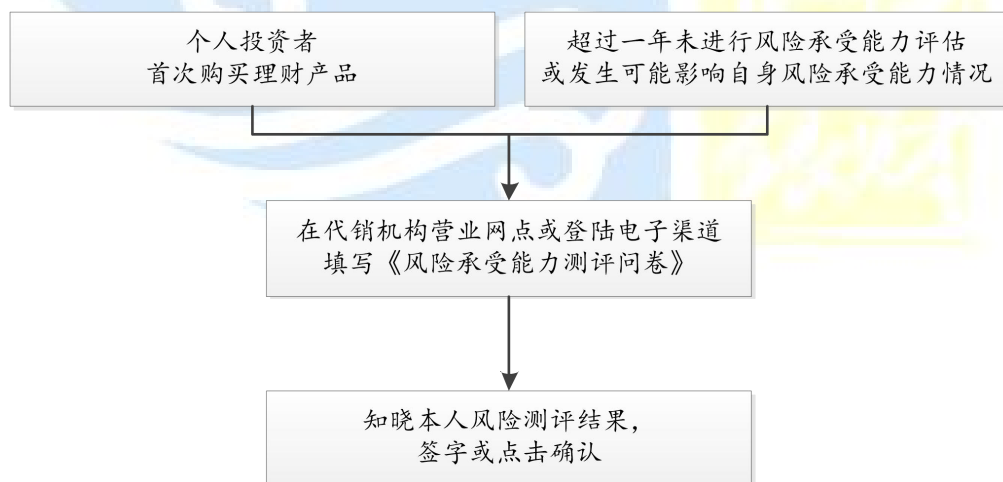 个人投资者
首次购买理财产品
超过一年未进行风险承受能力评估
或发生可能影响自身风险承受能力情况
在代销机构营业网点或登陆电子渠道
填写《风险承受能力测评问卷》
知晓本人风险测评结果，
签字或点击确认